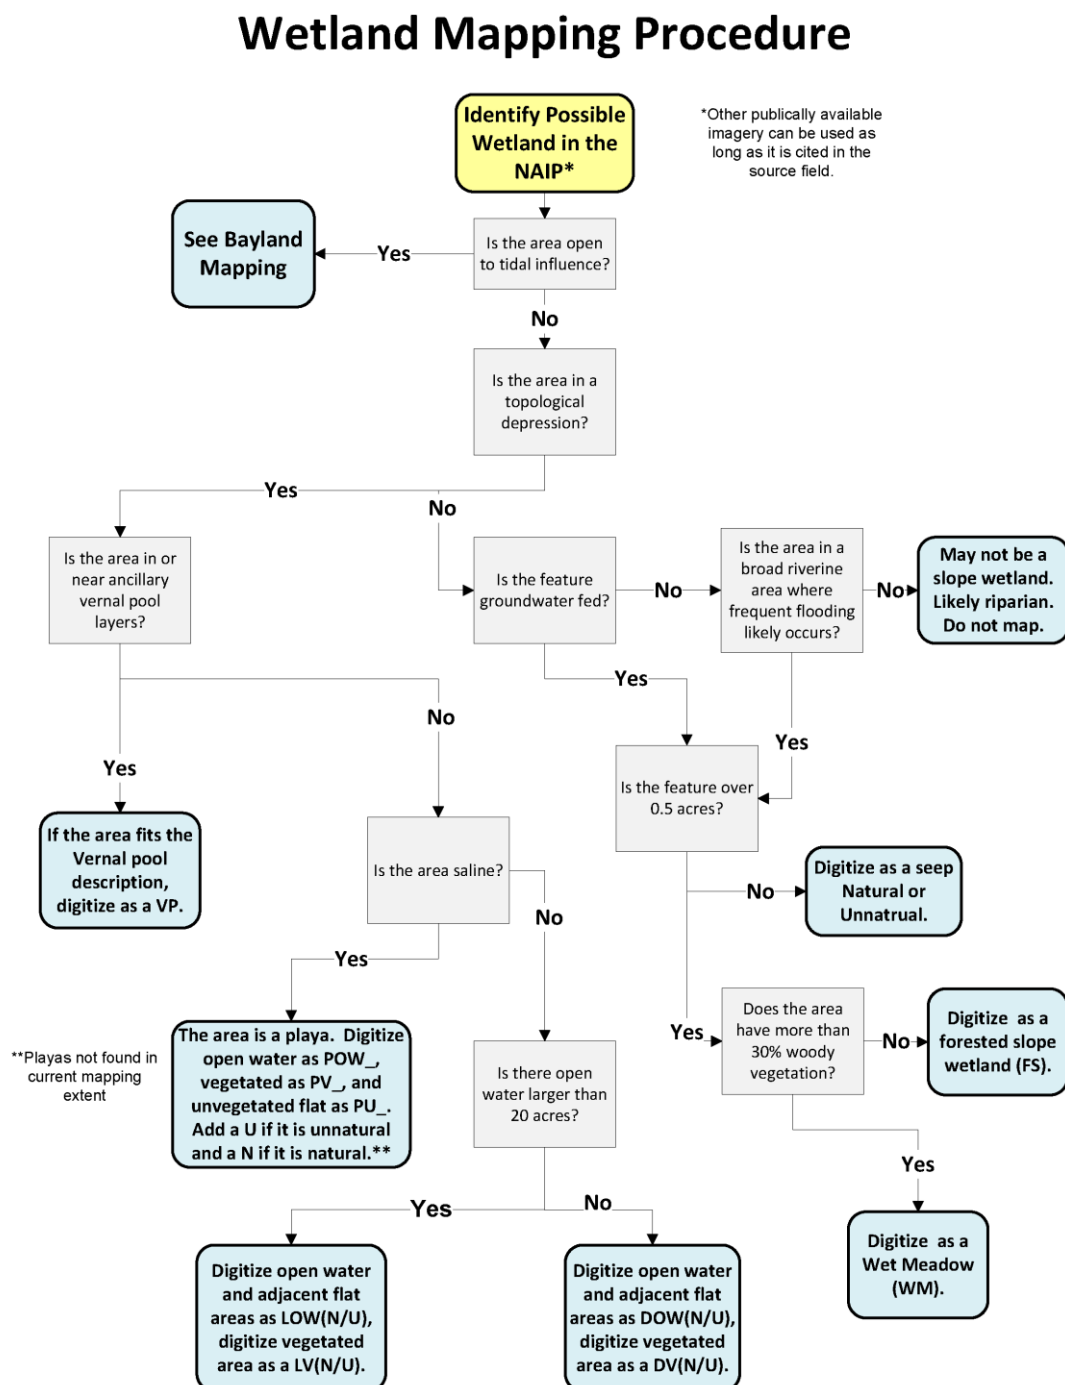 Wetland Mapping Procedure
Identify Possible
Wetland in the
NAIP*
*Other publically available
imagery can be used as
long as it is cited in the
source field.
See Bayland
Mapping
Yes
Is the area open
to tidal influence?
No
Is the area in a
topological
depression?
Yes
No
Is the area in or
near ancillary
vernal pool
layers?
Is the feature
groundwater fed?
No
Is the area in a
broad riverine
area where
frequent flooding
likely occurs?
No
May not be a
slope wetland.
Likely riparian.
Do not map.
Yes
No
Yes
Yes
Is the feature over
0.5 acres?
If the area fits the
Vernal pool
description,
digitize as a VP.
Is the area saline?
No
No
Digitize as a seep
Natural or
Unnatrual.
Yes
**Playas not found in
current mapping
extent
The area is a playa.  Digitize
open water as POW_,
vegetated as PV_, and
unvegetated flat as PU_.
Add a U if it is unnatural
and a N if it is natural.**
Is there open
water larger than
20 acres?
Yes
Does the area
have more than
30% woody
vegetation?
No
Digitize  as a
forested slope
wetland (FS).
Yes
Yes
No
Digitize open water
and adjacent flat
areas as LOW(N/U),
digitize vegetated
area as a LV(N/U).
Digitize open water
and adjacent flat
areas as DOW(N/U),
digitize vegetated
area as a DV(N/U).
Digitize  as a
Wet Meadow
(WM).